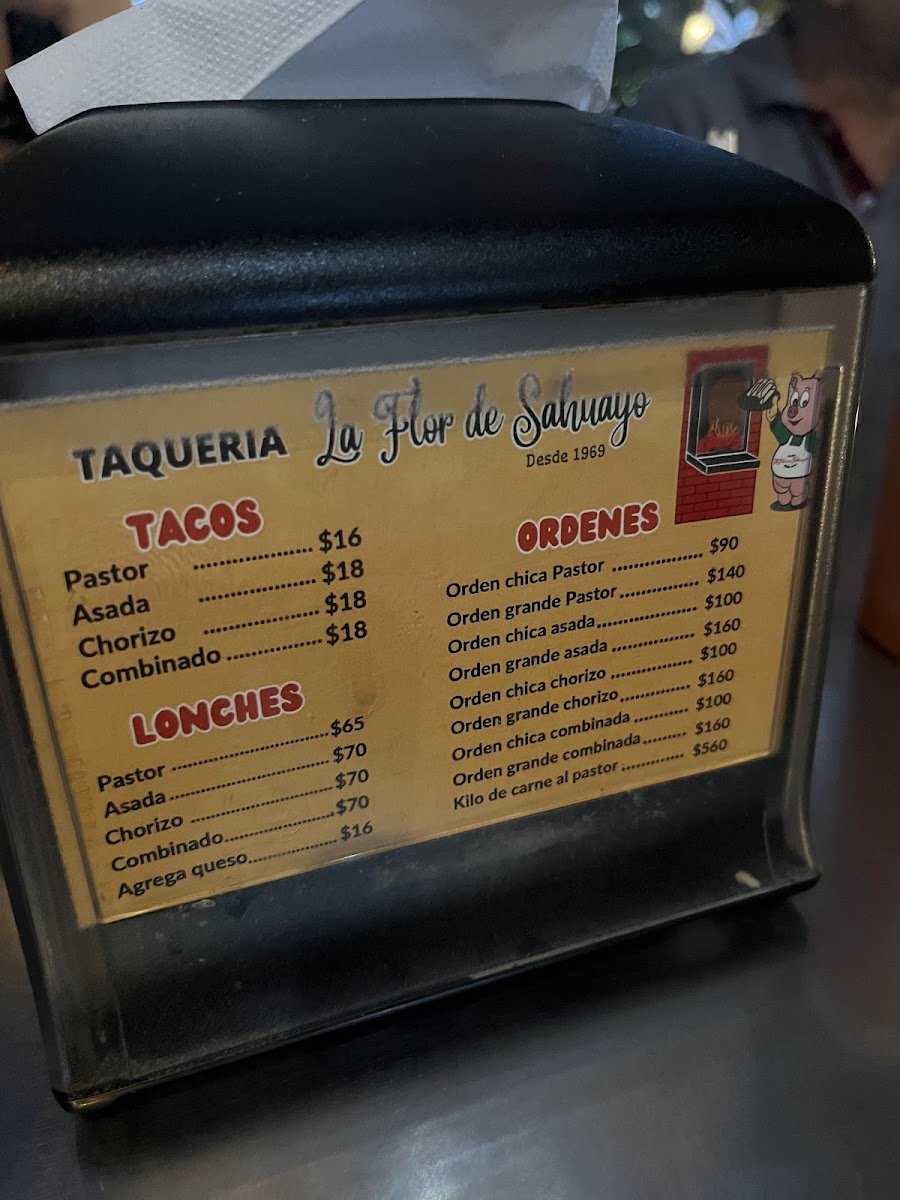 TAQUERIA La Flor de Sahuayo
Desde 1969
TACOS
Pastor .................... $16
Asada .................... $18
Chorizo .................... $18
Combinado ................ $18
LONCHES
Pastor ............................ $65
Asada ............................ $70
Chorizo ......................... $70
Combinado.................... $70
Agrega queso................ $16
ORDENES
Orden chica Pastor ................ $90
Orden grande Pastor.............. $140
Orden chica asada................. $100
Orden grande asada .............. $160
Orden chica chorizo .............. $100
Orden grande chorizo............ $160
Orden chica combinada ......... $100
Orden grande combinada....... $160
Kilo de carne al pastor ........... $560